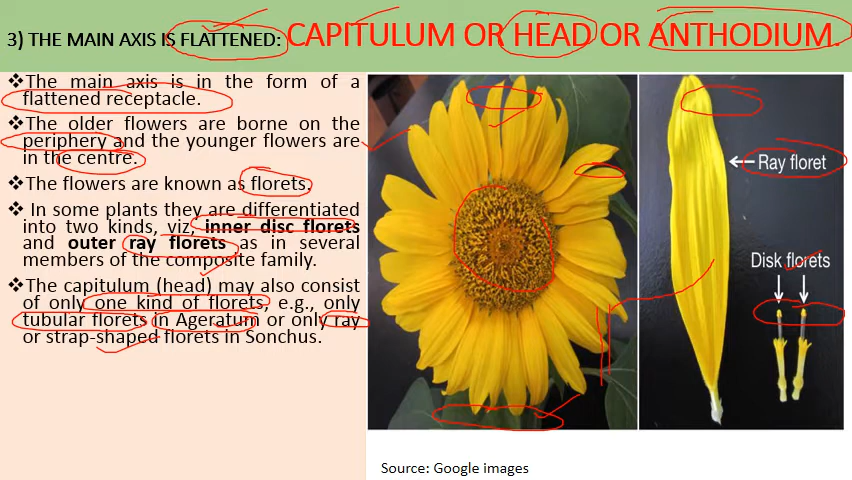 3) THE MAIN AXIS IS FLATTENED: CAPITULUM OR HEAD OR ANTHODIUM.
❖The main axis is in the form of a
flattened receptacle.
❖The older flowers are borne on the
periphery and the younger flowers are
in the centre.
❖The flowers are known as florets.
❖In some plants they are differentiated
into two kinds, viz, inner disc florets
and outer ray florets as in several
members of the composite family.
❖The capitulum (head) may also consist
of only one kind of florets, e.g., only
tubular florets in Ageratum or only ray
or strap-shaped florets in Sonchus.
Ray floret
Disk florets
Source: Google images